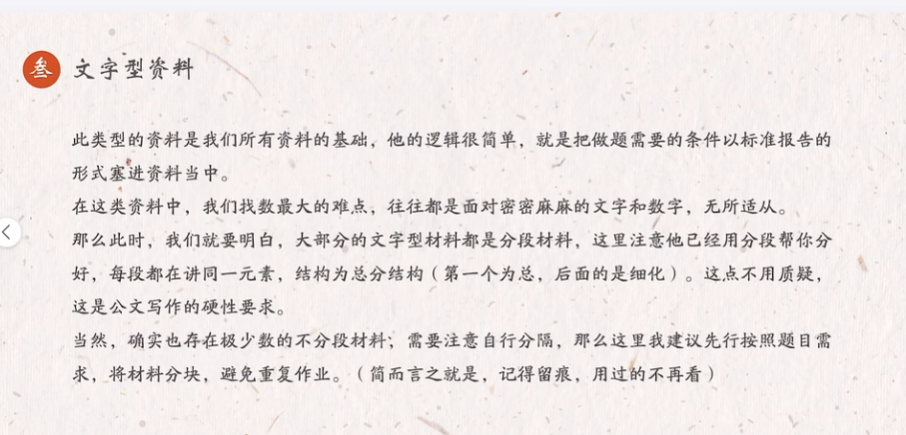 叁 文字型资料
此类型的资料是我们所有资料的基础，他的逻辑很简单，就是把做题需要的条件以标准报告的
形式塞进资料当中。
在这类资料中，我们找数最大的难点，往往都是面对密密麻麻的文字和数字，无所适从。
那么此时，我们就要明白，大部分的文字型材料都是分段材料，这里注意他已经用分段帮你分
好，每段都在讲同一元素，结构为总分结构（第一个为总，后面的是细化）。这点不用质疑，
这是公文写作的硬性要求。
当然，确实也存在极少数的不分段材料；需要注意自行分隔，那么这里我建议先行按照题目需
求，将材料分块，避免重复作业。（简而言之就是，记得留痕，用过的不再看）